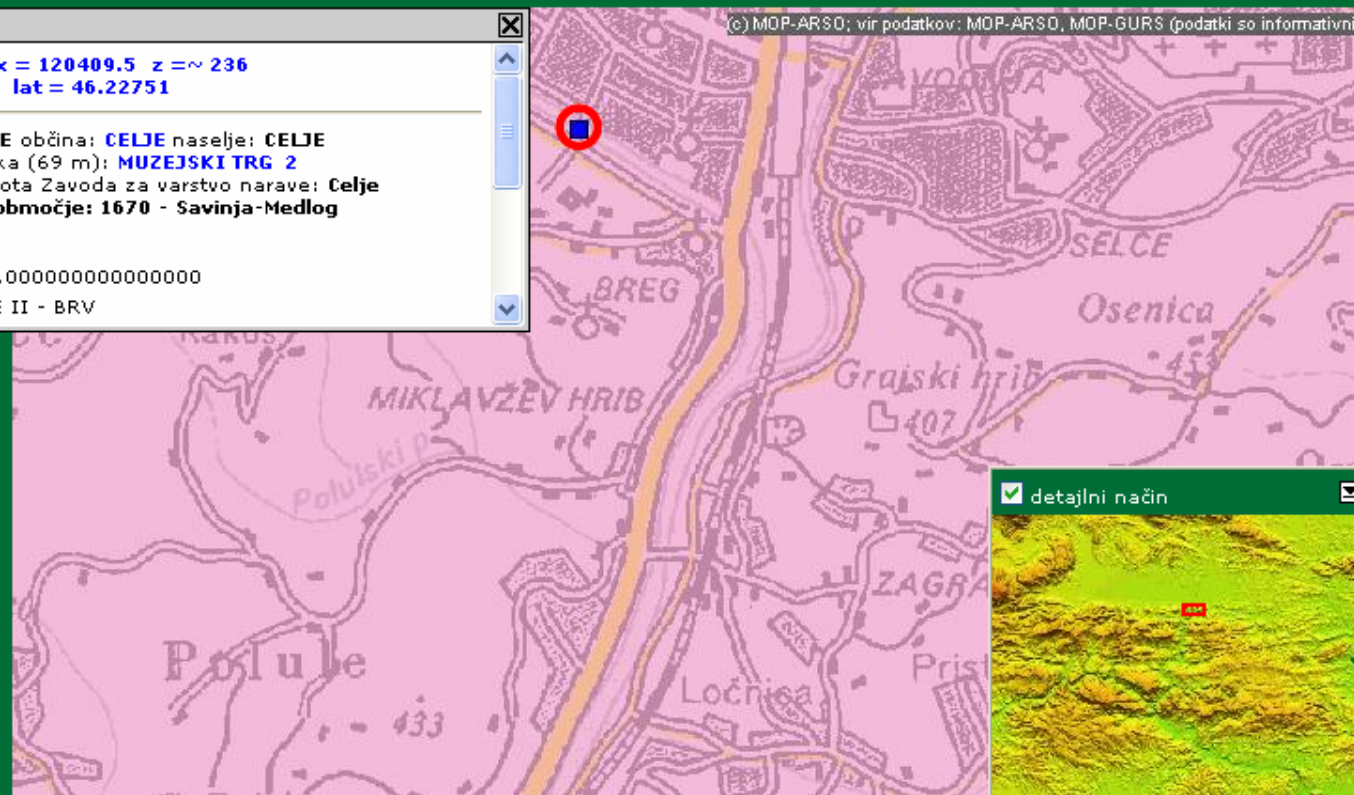 (c) MOP-ARSO; vir podatkov: MOP-ARSO, MOP-GURS (podatki so informativni
x = 120409.5 z =~ 236
lat = 46.22751
E občina: CELJE naselje: CELJE
ka (69 m): MUZEJSKI TRG 2
ota Zavoda za varstvo narave: Celje
območje: 1670 - Savinja-Medlog
.000000000000000
E II - BRV
SELCE
BREG
Osenica
Grajski hrib
407
MIKLAVŽEV HRIB
Polulski p.
detajlni način
ZAGRA
Polule
Prist
Ločnica
433